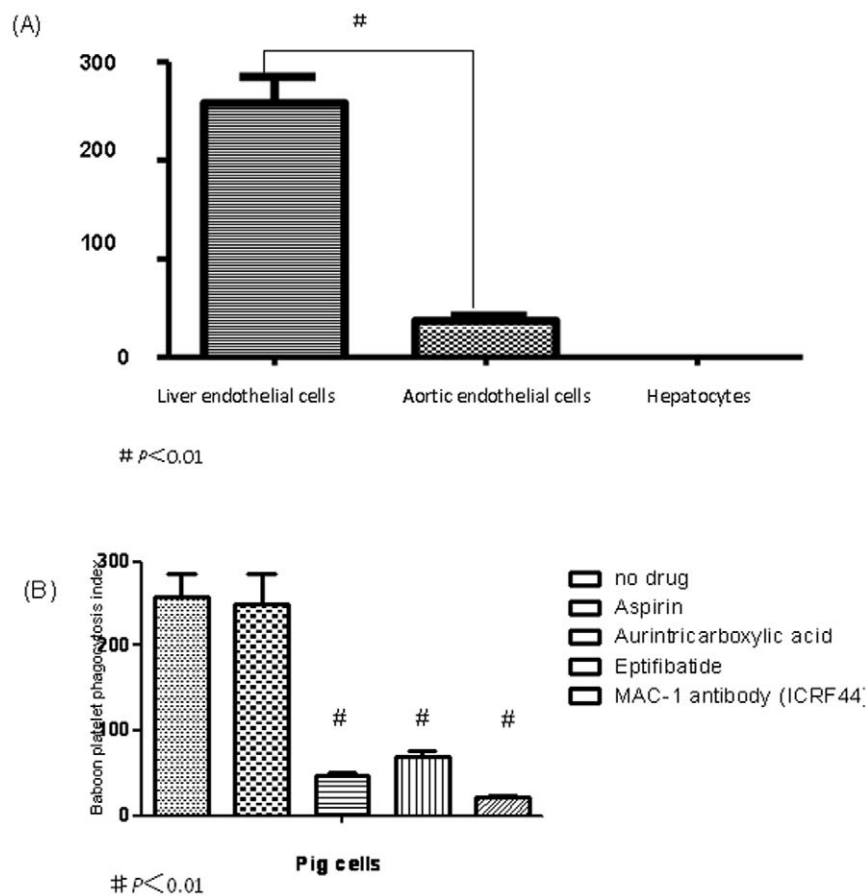 (A)
#
300
200
100
0
Liver endothelial cells
Aortic endothelial cells
Hepatocytes
# P<0.01
(B)
Baboon platelet phagocytosis index
300
200
100
0
#
#
#
Pig cells
# P<0.01
no drug
Aspirin
Aurintricarboxylic acid
Eptifibatide
MAC-1 antibody (ICRF44)